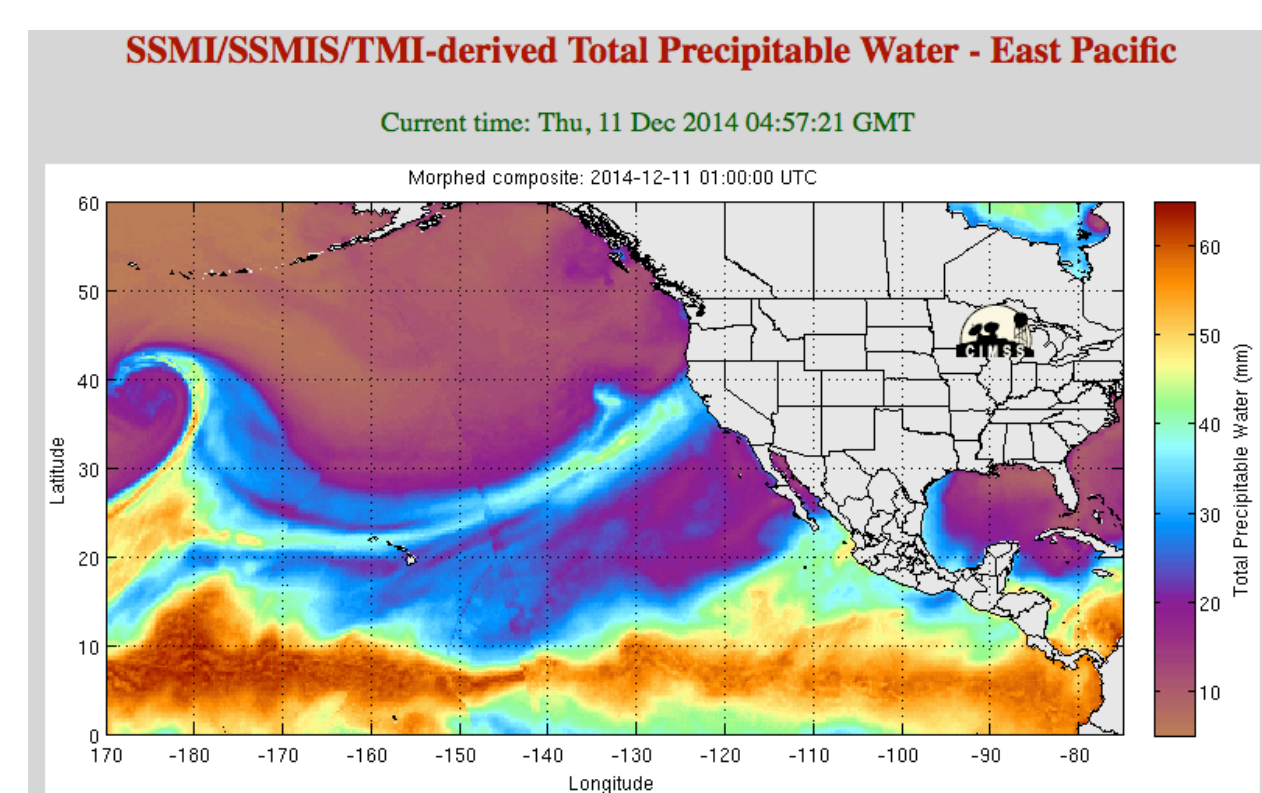 SSMI/SSMIS/TMI-derived Total Precipitable Water - East Pacific
Current time: Thu, 11 Dec 2014 04:57:21 GMT
Morphed composite: 2014-12-11 01:00:00 UTC
60
50
40
30
20
10
0
Latitude
170 -180 -170 -160 -150 -140 -130 -120 -110 -100 -90 -80
Longitude
CIMSS
60
50
40
30
20
10
Total Precipitable Water (mm)